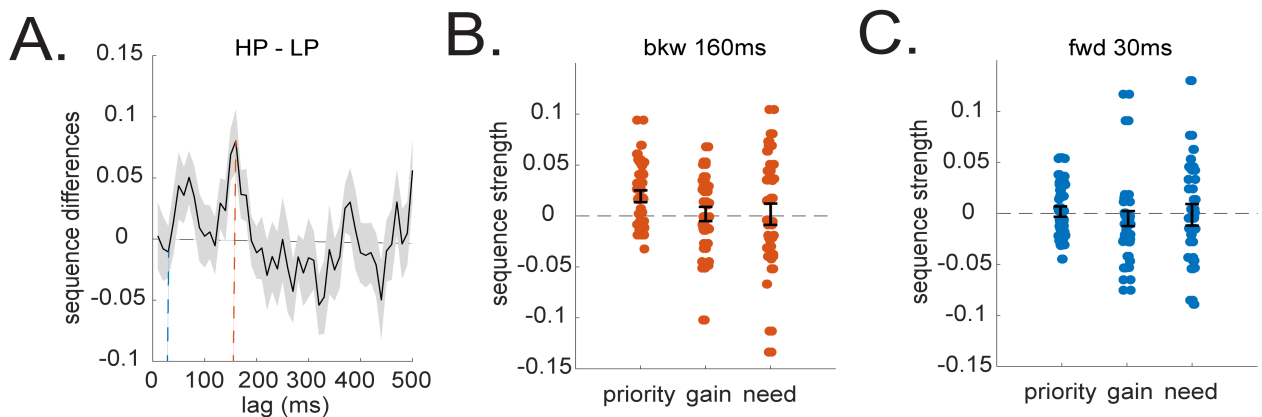 A.
HP - LP
sequence differences
0.15
0.1
0.05
0
-0.05
-0.1
0 100 200 300 400 500
lag (ms)
B.
bkw 160ms
sequence strength
0.1
0.05
0
-0.05
-0.1
-0.15
priority gain need
C.
fwd 30ms
sequence strength
0.1
0.05
0
-0.05
-0.1
-0.15
priority gain need